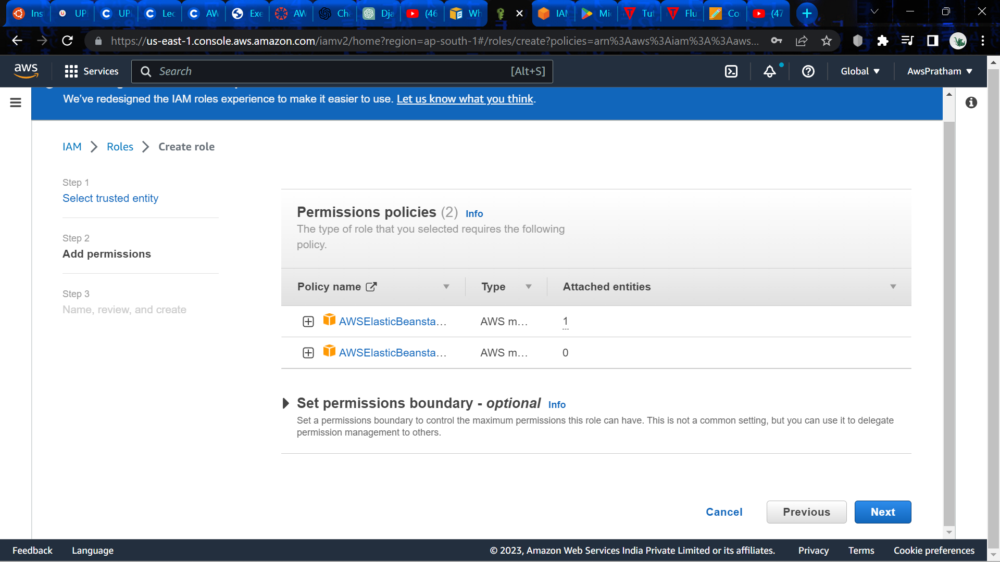 Ins UP UP Lec AW Exe AW Ch Dja (46 Wh IAM Mi Tu Flu Co (47
https://us-east-1.console.aws.amazon.com/iamv2/home?region=ap-south-1#/roles/create?policies=arn%3Aaws%3Aiam%3A%3Aaws...
aws Services Search [Alt+S] Global AwsPratham
We've redesigned the IAM roles experience to make it easier to use. Let us know what you think.
IAM Roles Create role
Step 1
Select trusted entity
Step 2
Add permissions
Step 3
Name, review, and create
Permissions policies (2) Info
The type of role that you selected requires the following
policy.
Policy name Type Attached entities
AWSElasticBeansta... AWS m... 1
AWSElasticBeansta... AWS m... 0
Set permissions boundary - optional Info
Set a permissions boundary to control the maximum permissions this role can have. This is not a common setting, but you can use it to delegate
permission management to others.
Cancel Previous Next
Feedback Language © 2023, Amazon Web Services India Private Limited or its affiliates. Privacy Terms Cookie preferences